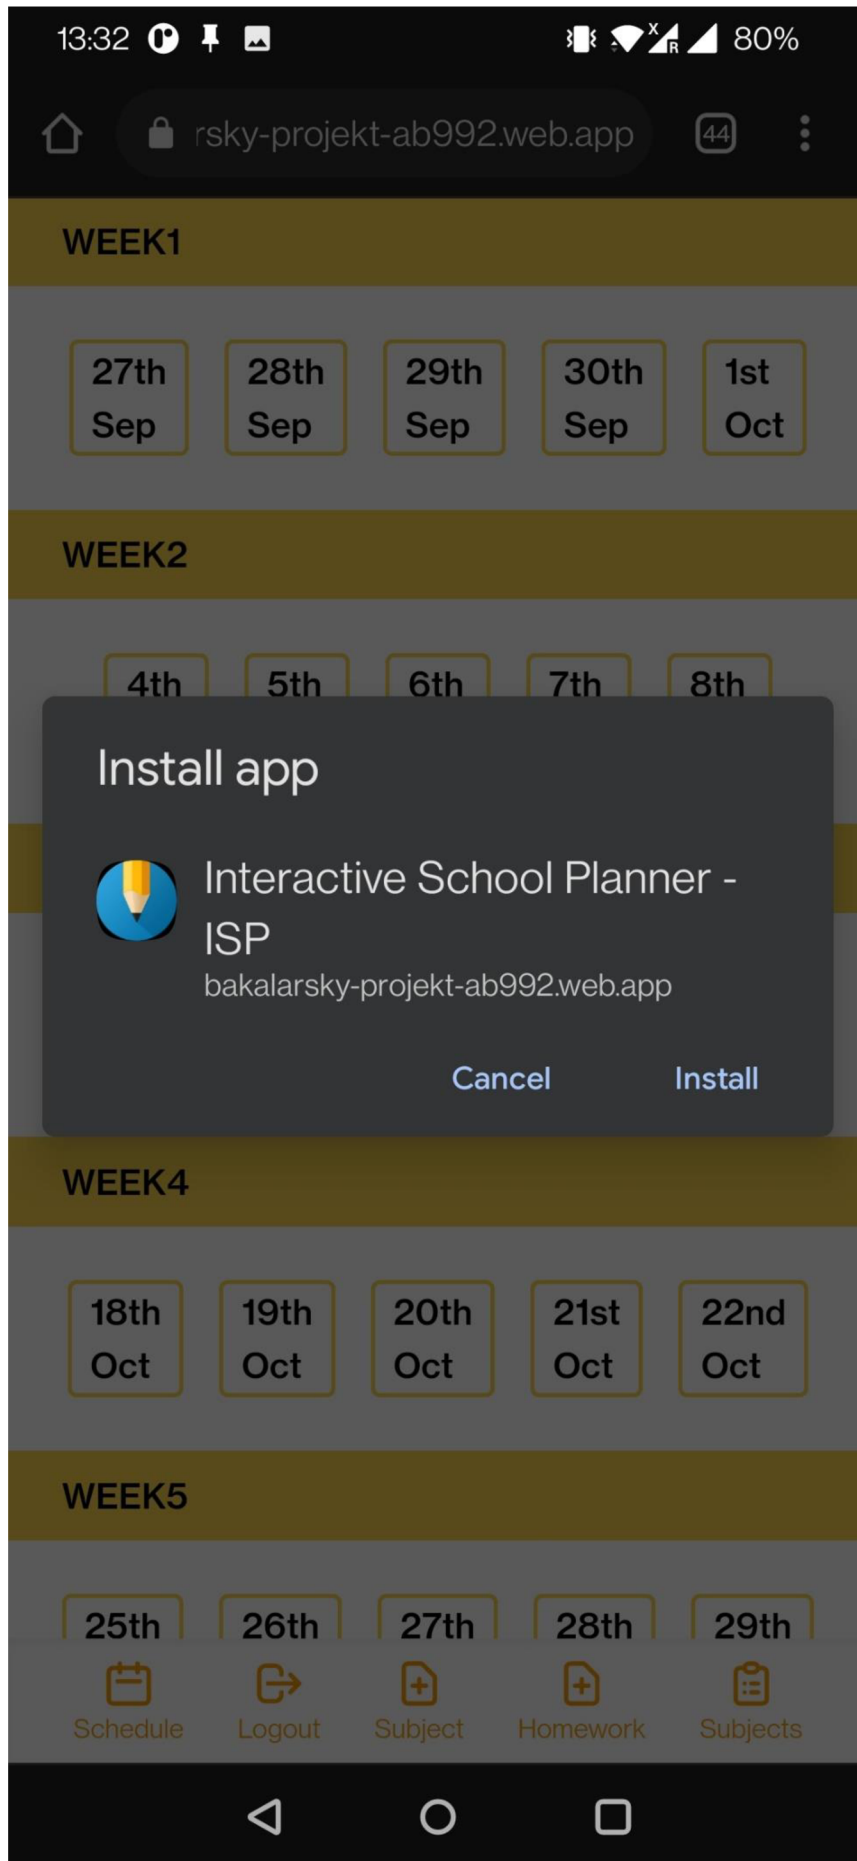 13:32 80%
rsky-projekt-ab992.web.app 44
WEEK1
27th 28th 29th 30th 1st
Sep Sep Sep Sep Oct
WEEK2
4th 5th 6th 7th 8th
Install app
Interactive School Planner -
ISP
bakalarsky-projekt-ab992.web.app
Cancel Install
WEEK4
18th 19th 20th 21st 22nd
Oct Oct Oct Oct Oct
WEEK5
25th 26th 27th 28th 29th
Schedule Logout Subject Homework Subjects